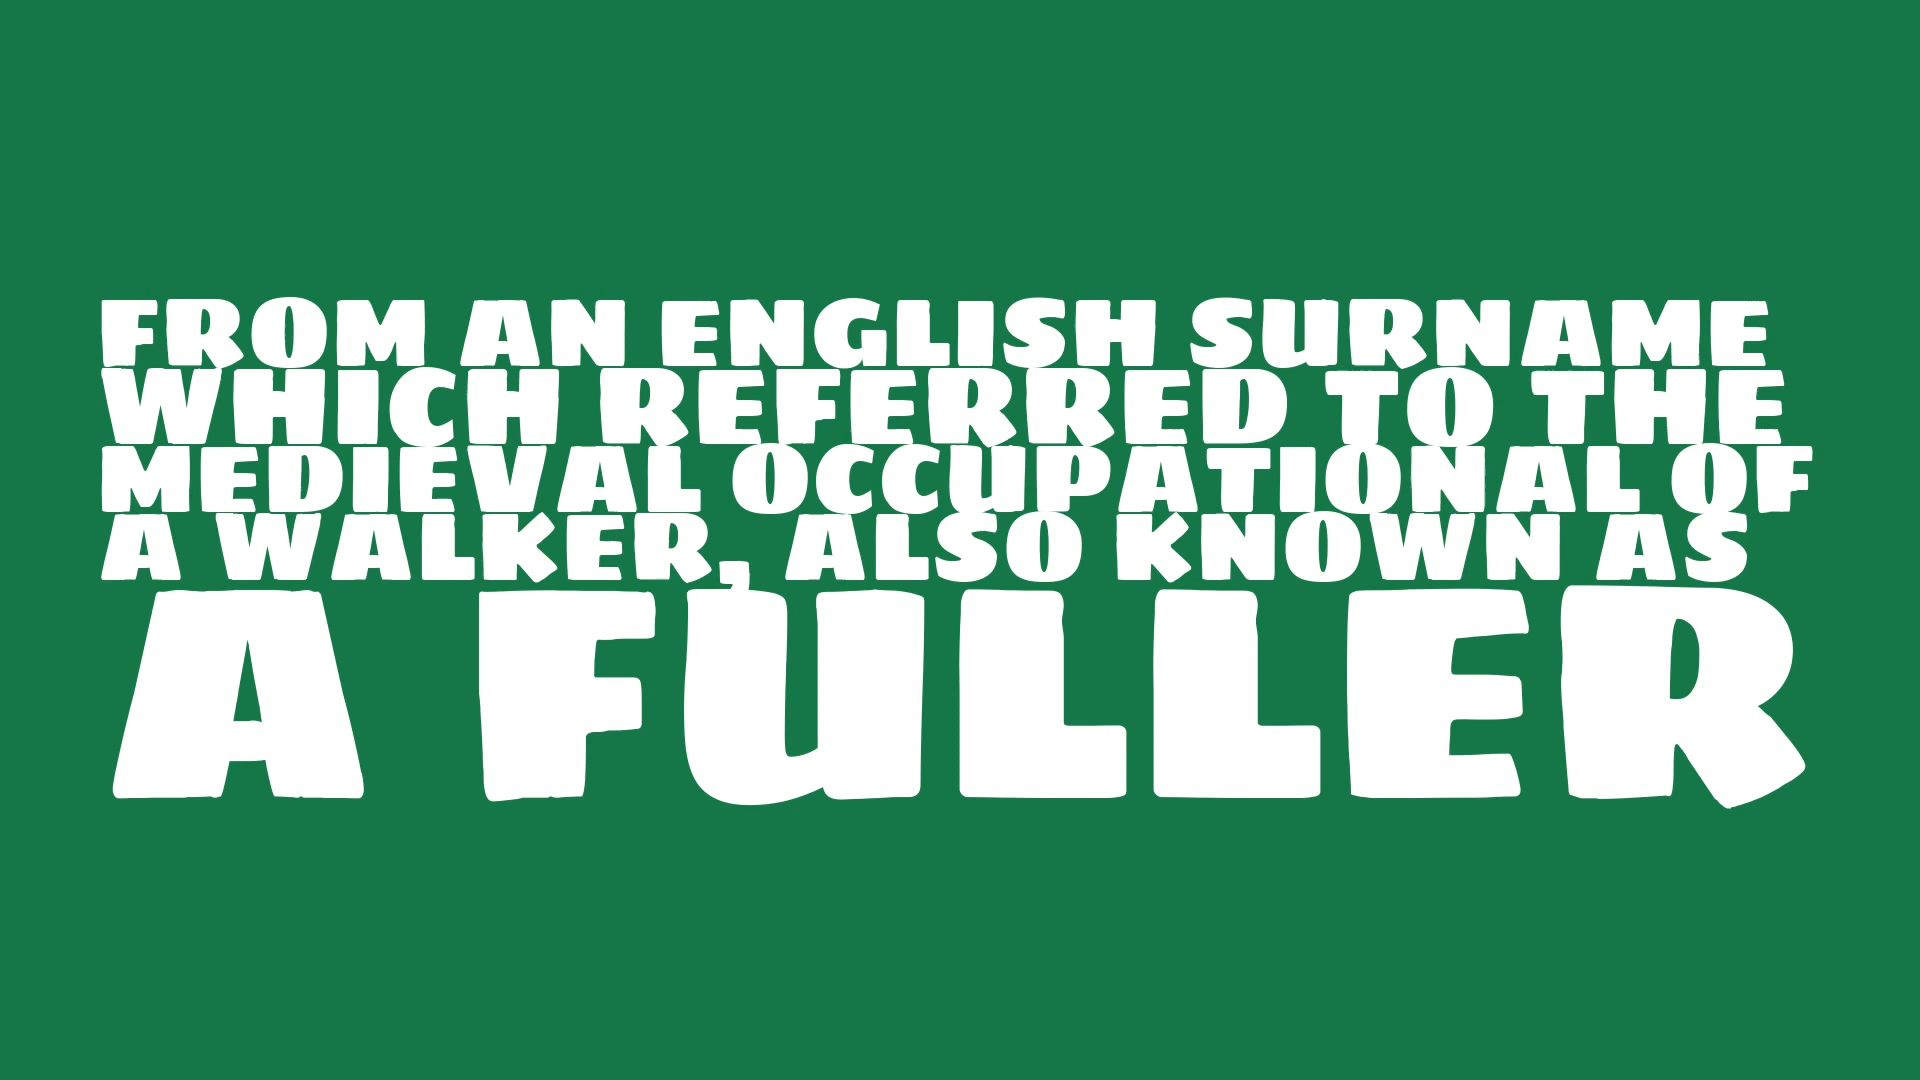 FROM AN ENGLISH SURNAME
WHICH REFERRED TO THE
MEDIEVAL OCCUPATIONAL OF
A WALKER, ALSO KNOWN AS
A FULLER